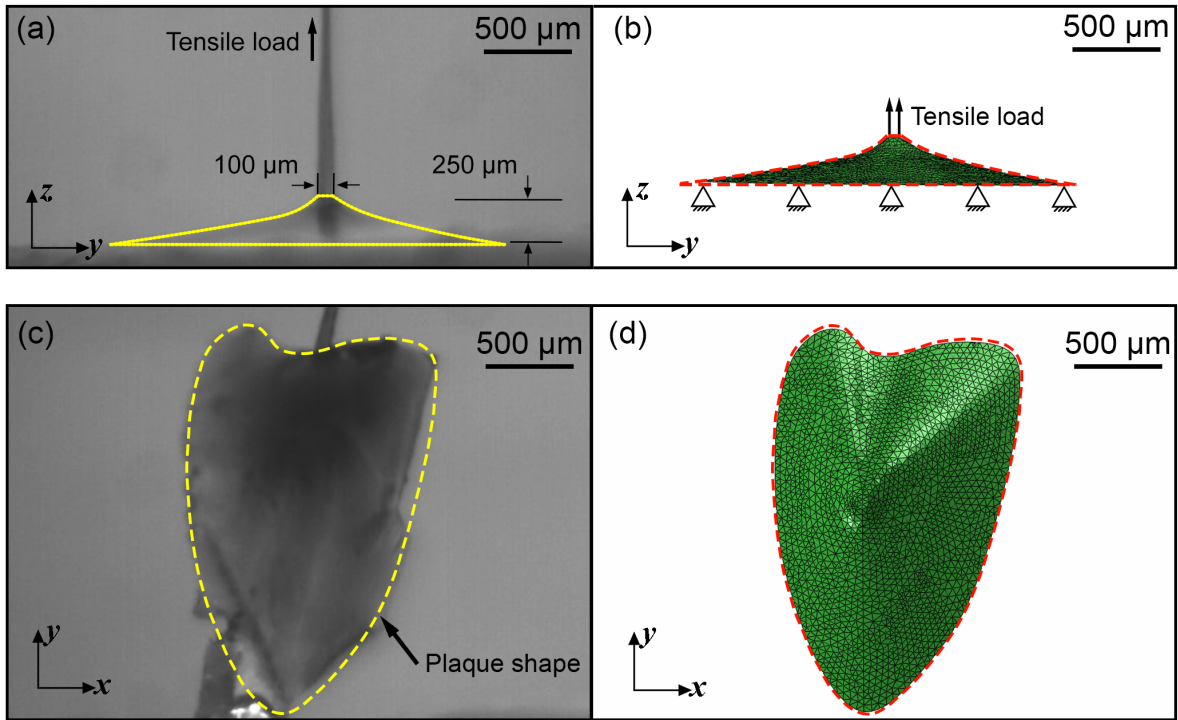 (a)
500 μm
Tensile load
100 μm
250 μm
z
y
(b)
500 μm
Tensile load
z
y
(c)
500 μm
y
x
Plaque shape
(d)
500 μm
y
x